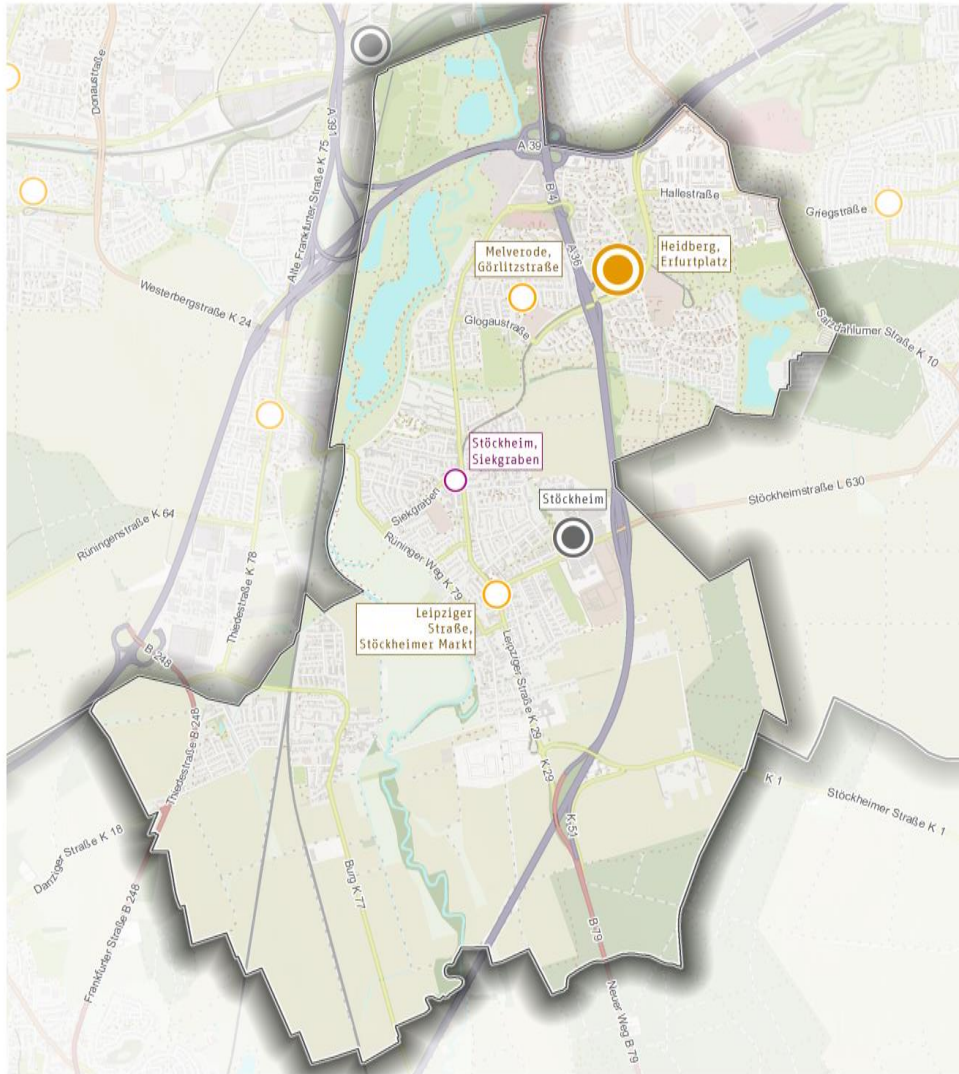 Donaustraße
A 391
Alte Frankfurter Straße K 75
A 39
B 4
A 36
Hallestraße
Griegstraße
Heidberg,
Erfurtplatz
Melverode,
Görlitzstraße
Glogaustraße
Westerbergstraße K 24
Salzdahlumer Straße K 10
Stöckheim,
Siekgraben
Siekgraben
Stöckheim
Stöckheimstraße L 630
Rüningenstraße K 64
Rüninger Weg K 79
Thiedestraße K 78
Leipziger
Straße,
Stöckheimer Markt
Leipziger Straße K 29
B 248
Thiedestraße B 248
K 29
K 1
Stöckheimer Straße K 1
K 51
Danziger Straße K 18
Burg K 77
Frankfurter Straße B 248
B 79
Neuer Weg B 79